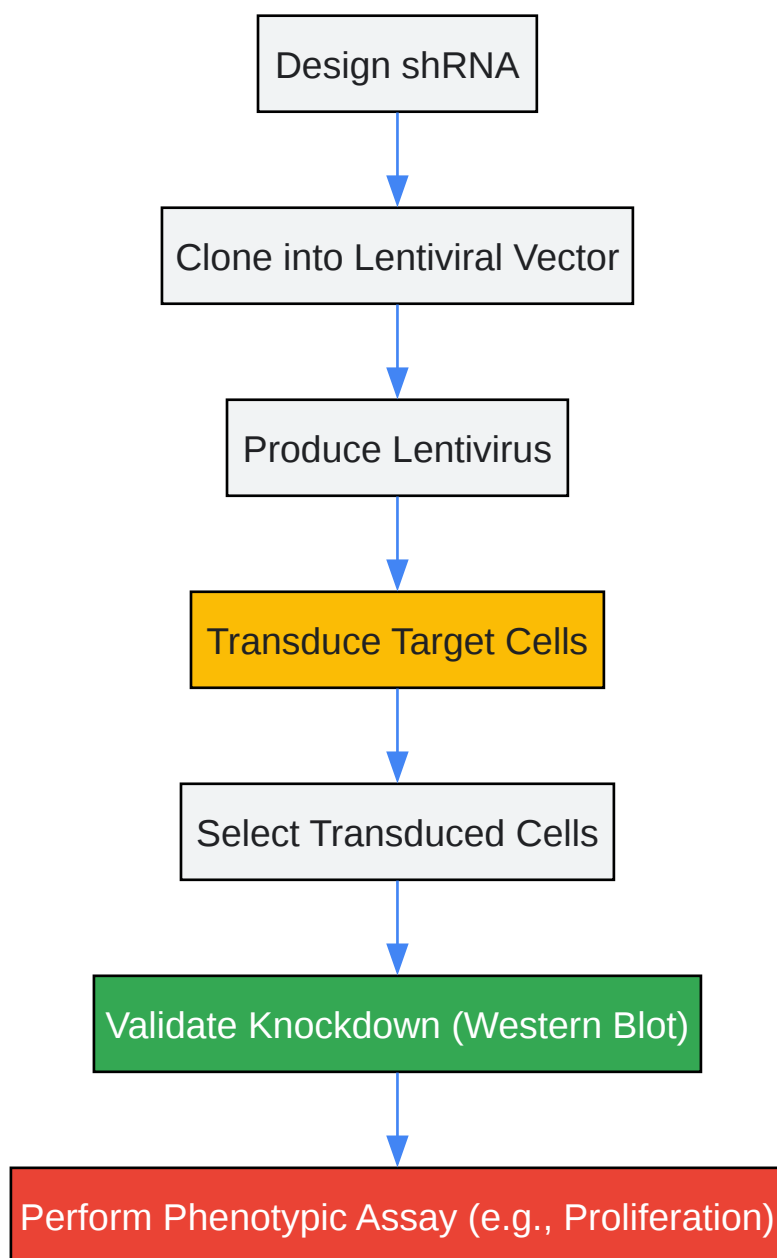 Design shRNA
Clone into Lentiviral Vector
Produce Lentivirus
Transduce Target Cells
Select Transduced Cells
Validate Knockdown (Western Blot)
Perform Phenotypic Assay (e.g., Proliferation)